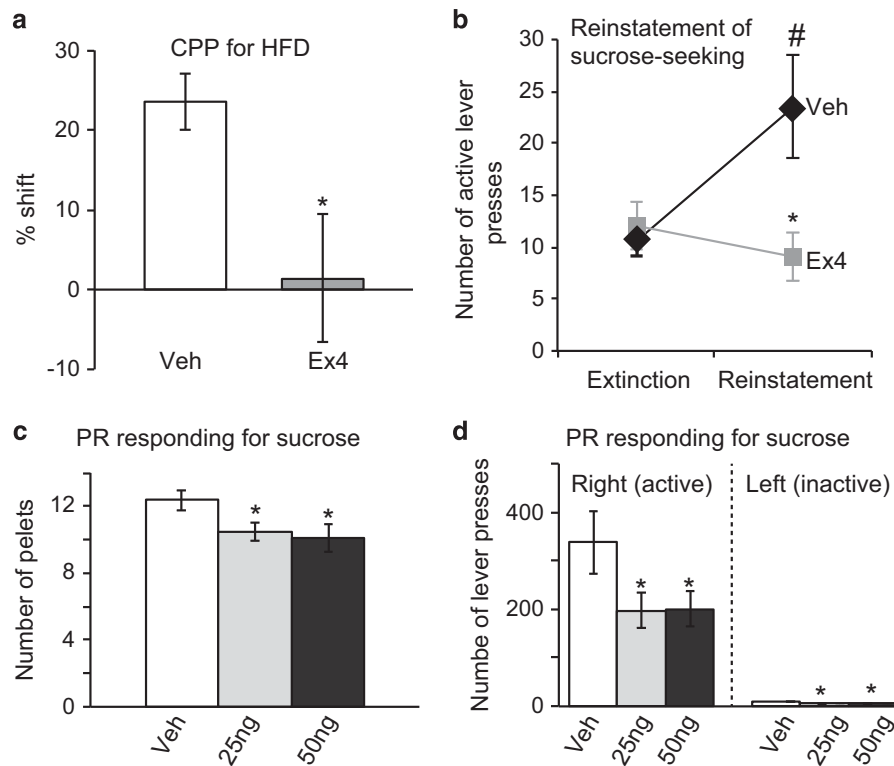 a
CPP for HFD
% shift
30
20
10
0
-10
*
Veh
Ex4
b
Reinstatement of
sucrose-seeking
Number of active lever
presses
30
25
20
15
10
5
0
#
Veh
*
Ex4
Extinction
Reinstatement
c
PR responding for sucrose
Number of pelets
12
8
4
0
*
*
Veh
25ng
50ng
d
PR responding for sucrose
Right (active)
Left (inactive)
Numbe of lever presses
400
200
0
*
*
*
*
Veh
25ng
50ng
Veh
25ng
50ng